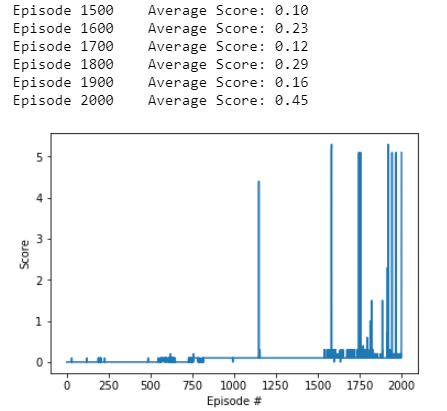 Episode 1500    Average Score: 0.10
Episode 1600    Average Score: 0.23
Episode 1700    Average Score: 0.12
Episode 1800    Average Score: 0.29
Episode 1900    Average Score: 0.16
Episode 2000    Average Score: 0.45
5
4
3
2
1
0
Score
0 250 500 750 1000 1250 1500 1750 2000
Episode #